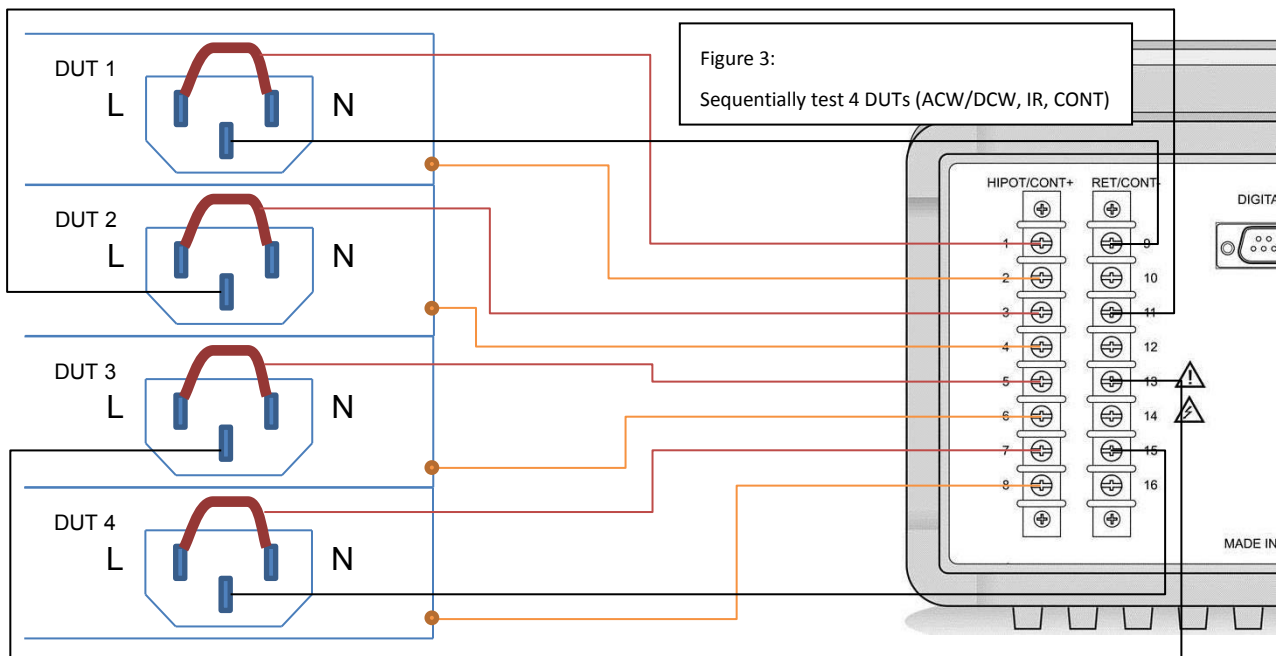 Figure 3:
Sequentially test 4 DUTs (ACW/DCW, IR, CONT)
DUT 1
L
N
DUT 2
L
N
DUT 3
L
N
DUT 4
L
N
HIPOT/CONT+
RET/CONT-
1
2
3
4
5
6
7
8
9
10
11
12
13
14
15
16
DIGITA
MADE IN